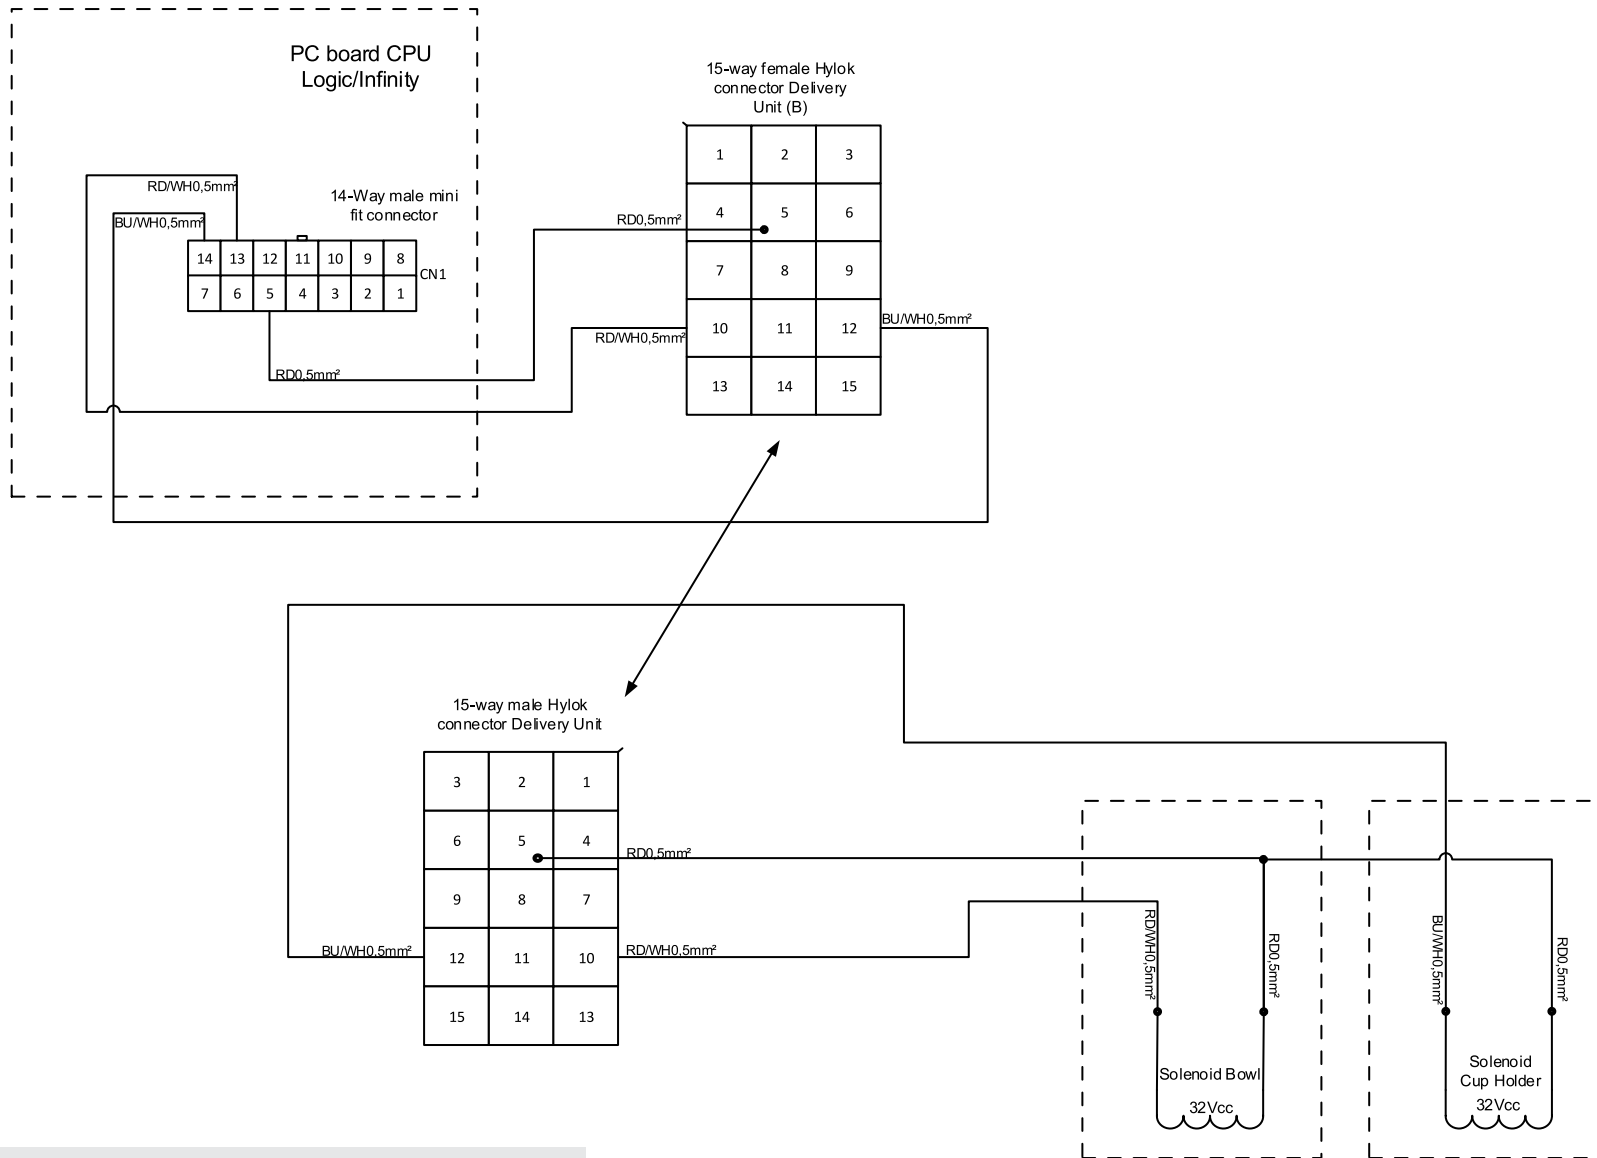 PC board CPU
Logic/Infinity
15-way female Hylok
connector Delivery
Unit (B)
1 2 3
RD/WH0,5mm²
14-Way male mini
fit connector
BU/WH0,5mm²
RD0,5mm²
4 5 6
14 13 12 11 10 9 8
CN1
7 6 5 4 3 2 1
7 8 9
RD/WH0,5mm²
10 11 12
BU/WH0,5mm²
RD0,5mm²
13 14 15
15-way male Hylok
connector Delivery Unit
3 2 1
6 5 4
RD0,5mm²
9 8 7
BU/WH0,5mm²
12 11 10
RD/WH0,5mm²
15 14 13
RD/WH0,5mm²
RD0,5mm²
BU/WH0,5mm²
RD0,5mm²
Solenoid Bowl
32Vcc
Solenoid
Cup Holder
32Vcc